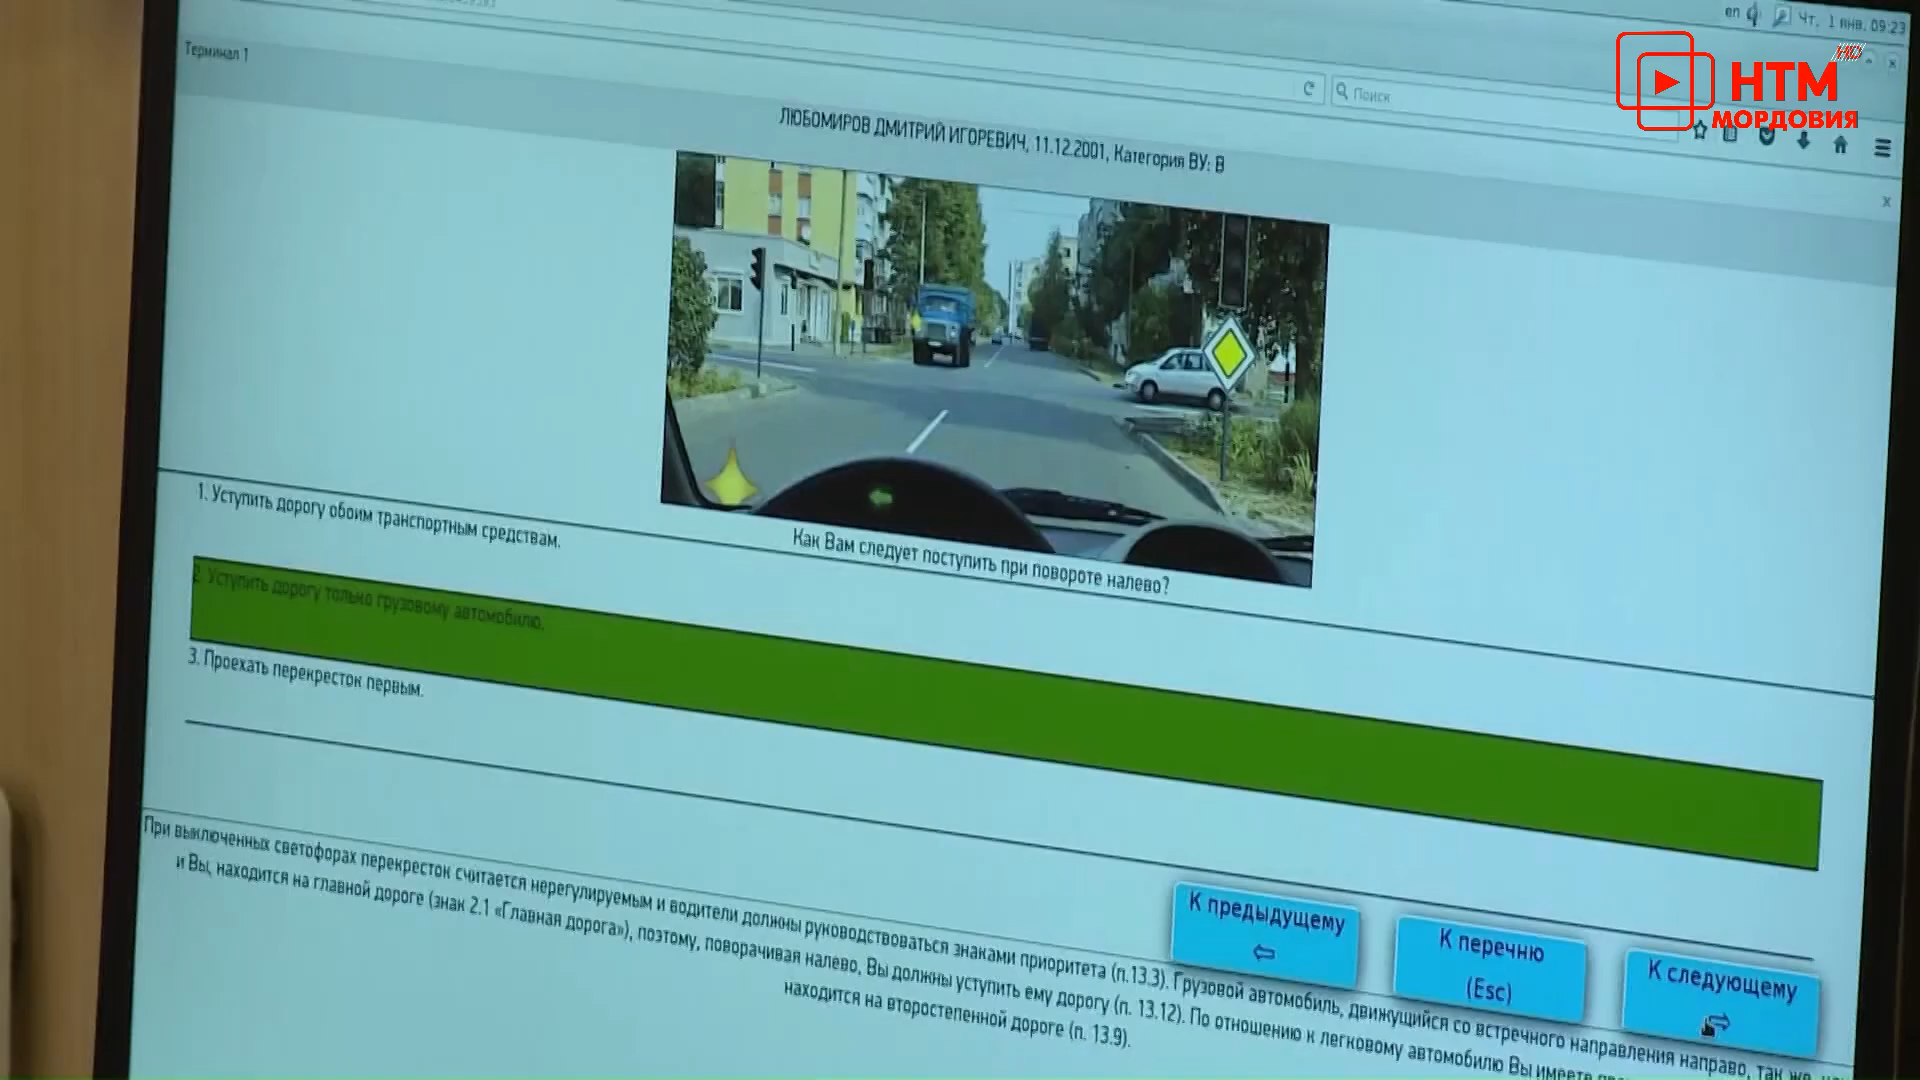 en Чт, 1 янв, 09:23
Терминал 1
Поиск
НТМ HD
МОРДОВИЯ
ЛЮБОМИРОВ ДМИТРИЙ ИГОРЕВИЧ, 11.12.2001, Категория ВУ: B
Как Вам следует поступить при повороте налево?
1. Уступить дорогу обоим транспортным средствам.
2. Уступить дорогу только грузовому автомобилю.
3. Проехать перекресток первым.
К предыдущему
К перечню
(Esc)
К следующему
При выключенных светофорах перекресток считается нерегулируемым и водители должны руководствоваться знаками приоритета (п.13.3). Грузовой автомобиль, движущийся со встречного направления направо, так же,
и Вы, находится на главной дороге (знак 2.1 «Главная дорога»), поэтому, поворачивая налево, Вы должны уступить ему дорогу (п. 13.12). По отношению к легковому автомобилю Вы имеете
находится на второстепенной дороге (п. 13.9).